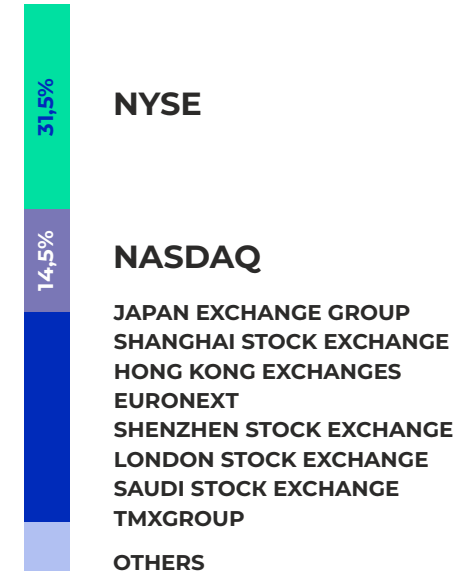 31,5%
NYSE
14,5%
NASDAQ
JAPAN EXCHANGE GROUP
SHANGHAI STOCK EXCHANGE
HONG KONG EXCHANGES
EURONEXT
SHENZHEN STOCK EXCHANGE
LONDON STOCK EXCHANGE
SAUDI STOCK EXCHANGE
TMXGROUP
OTHERS